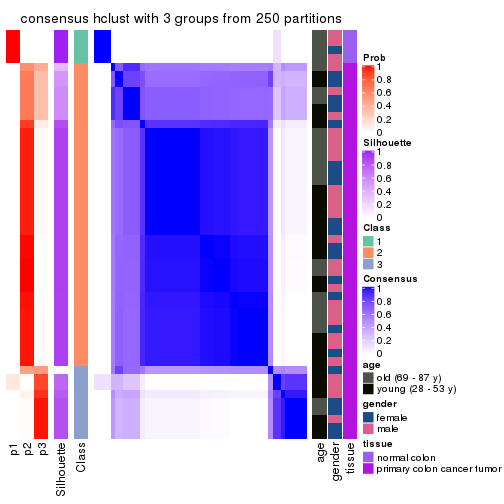 consensus hclust with 3 groups from 250 partitions
Prob
1
0.8
0.6
0.4
0.2
0
Silhouette
1
0.8
0.6
0.4
0.2
0
Class
1
2
3
Consensus
1
0.8
0.6
0.4
0.2
0
age
old (69 - 87 y)
young (28 - 53 y)
gender
female
male
tissue
normal colon
primary colon cancer tumor
p1
p2
p3
Silhouette
Class
age
gender
tissue